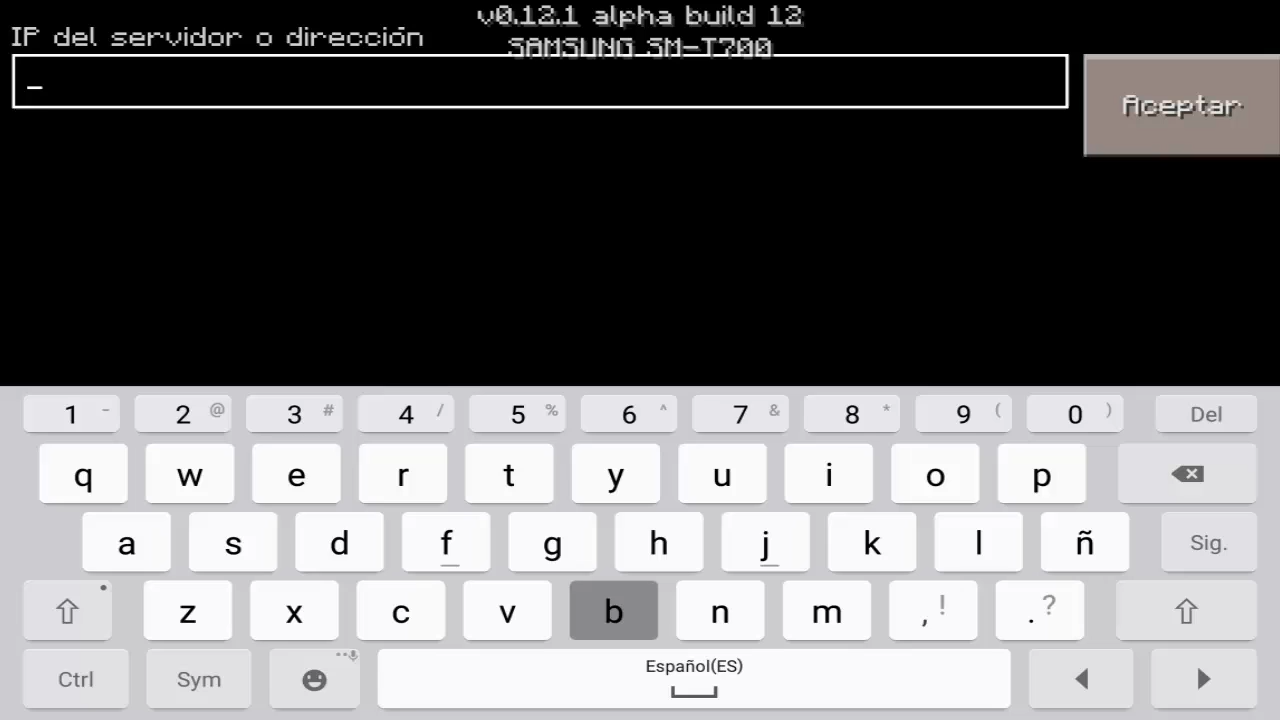 v0.12.1 alpha build 12
SAMSUNG SM-T700
IP del servidor o dirección
_
Aceptar
1 - 2 @ 3 # 4 / 5 % 6 ^ 7 & 8 * 9 ( 0 ) Del
q w e r t y u i o p
a s d f g h j k l ñ Sig.
z x c v b n m , ! . ?
Ctrl Sym Español(ES)